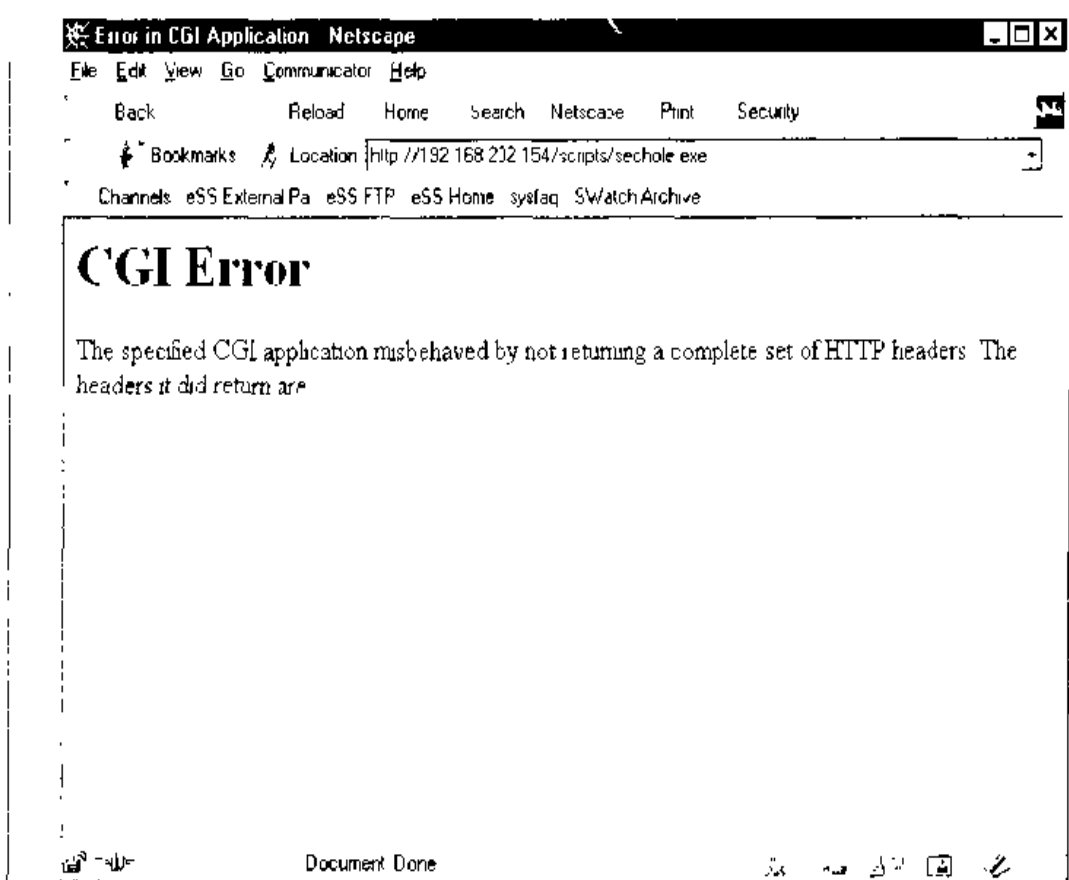 Error in CGI Application Netscape
File Edit View Go Communicator Help
Back Reload Home Search Netscape Print Security
Bookmarks Location http //192 168 202 154/scripts/sechole exe
Channels eSS External Pa eSS FTP eSS Home sysfaq SWatch Archive
CGI Error
The specified CGI application misbehaved by not returning a complete set of HTTP headers The
headers it did return are
Document Done